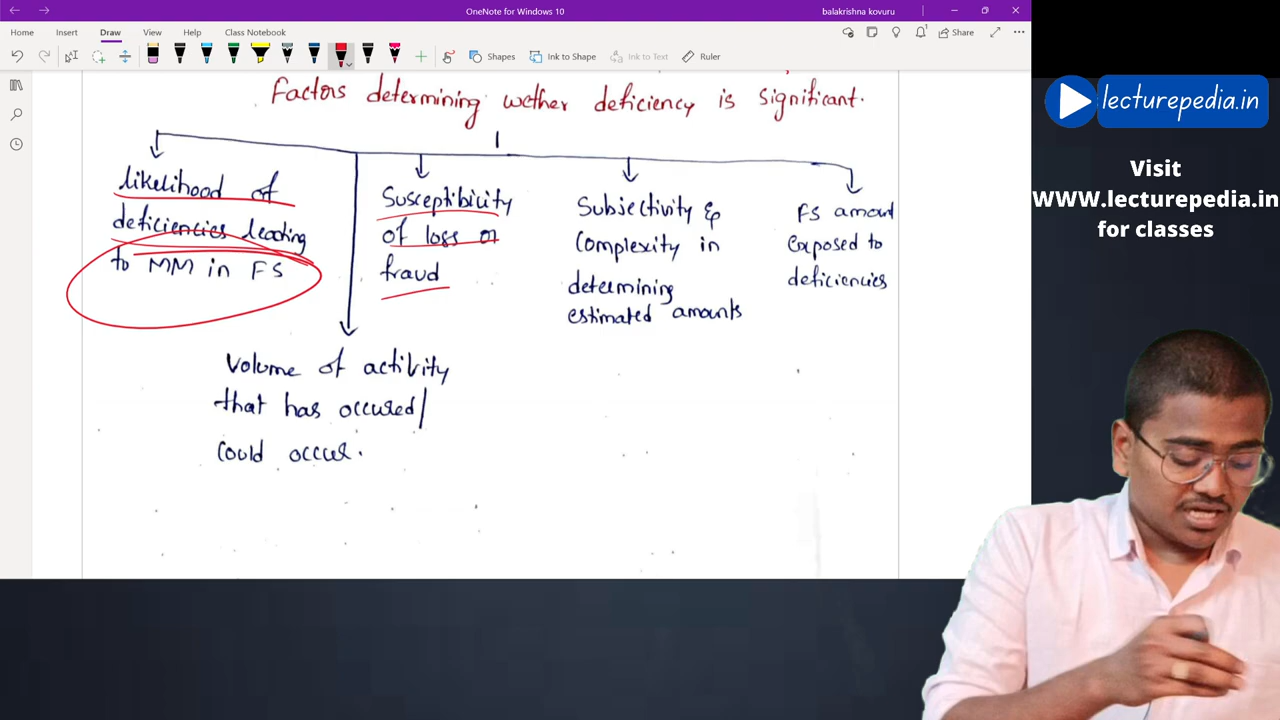 OneNote for Windows 10
balakrishna kovuru
Home
Insert
Draw
View
Help
Class Notebook
Share
Shapes
Ink to Shape
Ink to Text
Ruler
Factors determining wether deficiency is significant.
likelihood of
deficiencies leading
to MM in FS
Susceptibicity
of loss or
fraud
Subjectivity &
Complexity in
determining
estimated amounts
FS amount
exposed to
deficiencies
Volume of activity
that has occured/
could occur.
lecturepedia.in
Visit
WWW.lecturepedia.in
for classes